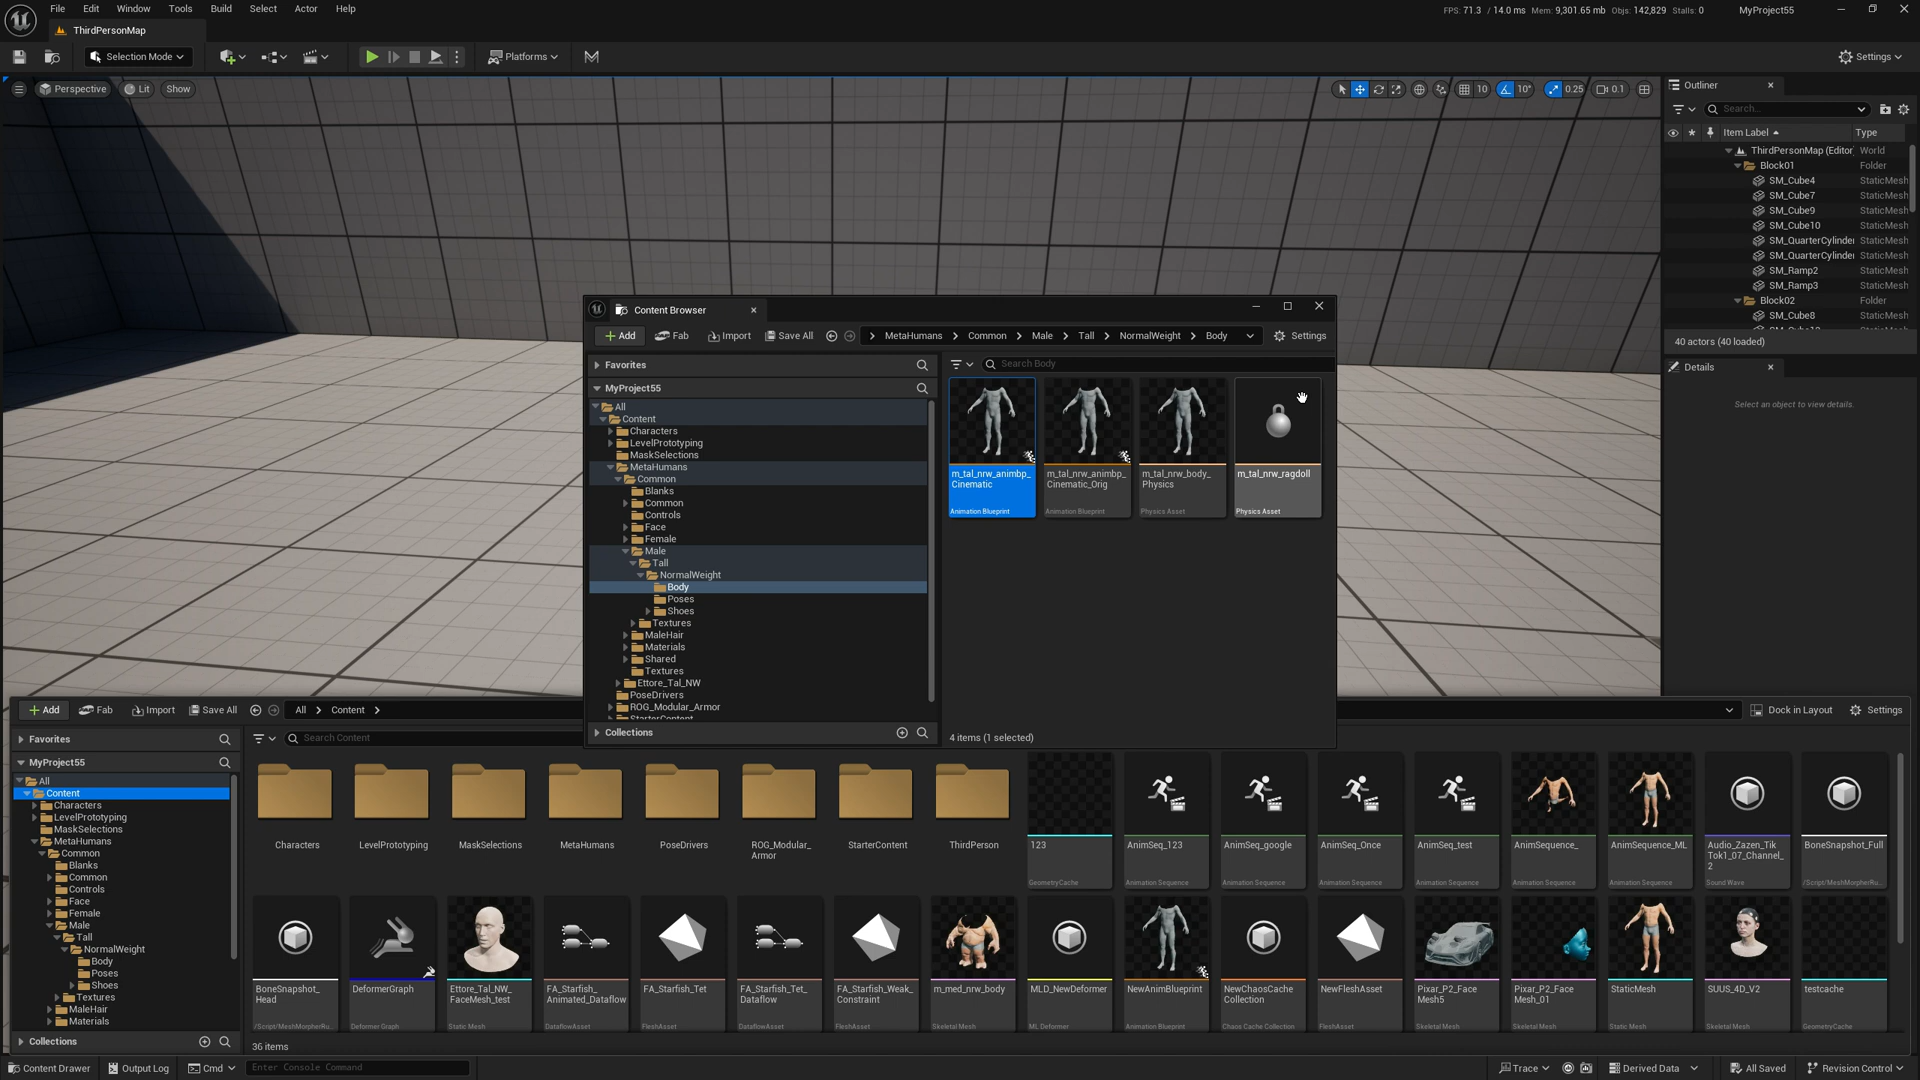 File Edit View Window Tools Build Select Actor Help
FPS: 71.3 / 14.0 ms Mem: 9,301.65 mb Objs: 142,829 Stalls: 0
MyProject55
ThirdPersonMap
Selection Mode
Platforms
Settings
Perspective
Lit
Show
10
10°
0.25
0.1
Outliner
Search...
Item Label
Type
ThirdPersonMap (Editor
World
Block01
Folder
SM_Cube4
StaticMesh
SM_Cube7
StaticMesh
SM_Cube9
StaticMesh
SM_Cube10
StaticMesh
SM_QuarterCylinder
StaticMesh
SM_QuarterCylinder
StaticMesh
SM_Ramp2
StaticMesh
SM_Ramp3
StaticMesh
Block02
Folder
SM_Cube8
StaticMesh
40 actors (40 loaded)
Details
Select an object to view details.
Content Browser
Add
Fab
Import
Save All
MetaHumans
Common
Male
Tall
NormalWeight
Body
Settings
Favorites
Search Body
MyProject55
All
Content
Characters
LevelPrototyping
MaskSelections
MetaHumans
Common
Blanks
Common
Controls
Face
Female
Male
Tall
NormalWeight
Body
Poses
Shoes
Textures
MaleHair
Materials
Shared
Textures
Ettore_Tal_NW
PoseDrivers
ROG_Modular_Armor
StarterContent
Collections
m_tal_nrw_animbp_
Cinematic
Animation Blueprint
m_tal_nrw_animbp_
Cinematic_Orig
Animation Blueprint
m_tal_nrw_body_
Physics
Physics Asset
m_tal_nrw_ragdoll
Physics Asset
4 items (1 selected)
Add
Fab
Import
Save All
All
Content
Dock in Layout
Settings
Favorites
Search Content
MyProject55
All
Content
Characters
LevelPrototyping
MaskSelections
MetaHumans
Common
Blanks
Common
Controls
Face
Female
Male
Tall
NormalWeight
Body
Poses
Shoes
Textures
MaleHair
Materials
Collections
Characters
LevelPrototyping
MaskSelections
MetaHumans
PoseDrivers
ROG_Modular_
Armor
StarterContent
ThirdPerson
123
GeometryCache
AnimSeq_123
Animation Sequence
AnimSeq_google
Animation Sequence
AnimSeq_Once
Animation Sequence
AnimSeq_test
Animation Sequence
AnimSequence_
Animation Sequence
AnimSequence_ML
Animation Sequence
Audio_Zazen_Tik
Tok1_07_Channel_
2
Sound Wave
BoneSnapshot_Full
/Script/MeshMorpherRu...
BoneSnapshot_
Head
/Script/MeshMorpherRu...
DeformerGraph
Deformer Graph
Ettore_Tal_NW_
FaceMesh_test
Static Mesh
FA_Starfish_
Animated_Dataflow
DataflowAsset
FA_Starfish_Tet
FleshAsset
FA_Starfish_Tet_
Dataflow
DataflowAsset
FA_Starfish_Weak_
Constraint
FleshAsset
m_med_nrw_body
Skeletal Mesh
MLD_NewDeformer
ML Deformer
NewAnimBlueprint
Animation Blueprint
NewChaosCache
Collection
Chaos Cache Collection
NewFleshAsset
FleshAsset
Pixar_P2_Face
Mesh5
Skeletal Mesh
Pixar_P2_Face
Mesh_01
Skeletal Mesh
StaticMesh
Static Mesh
SUUS_4D_V2
Skeletal Mesh
testcache
GeometryCache
36 items
Content Drawer
Output Log
Cmd
Enter Console Command
Trace
Derived Data
All Saved
Revision Control